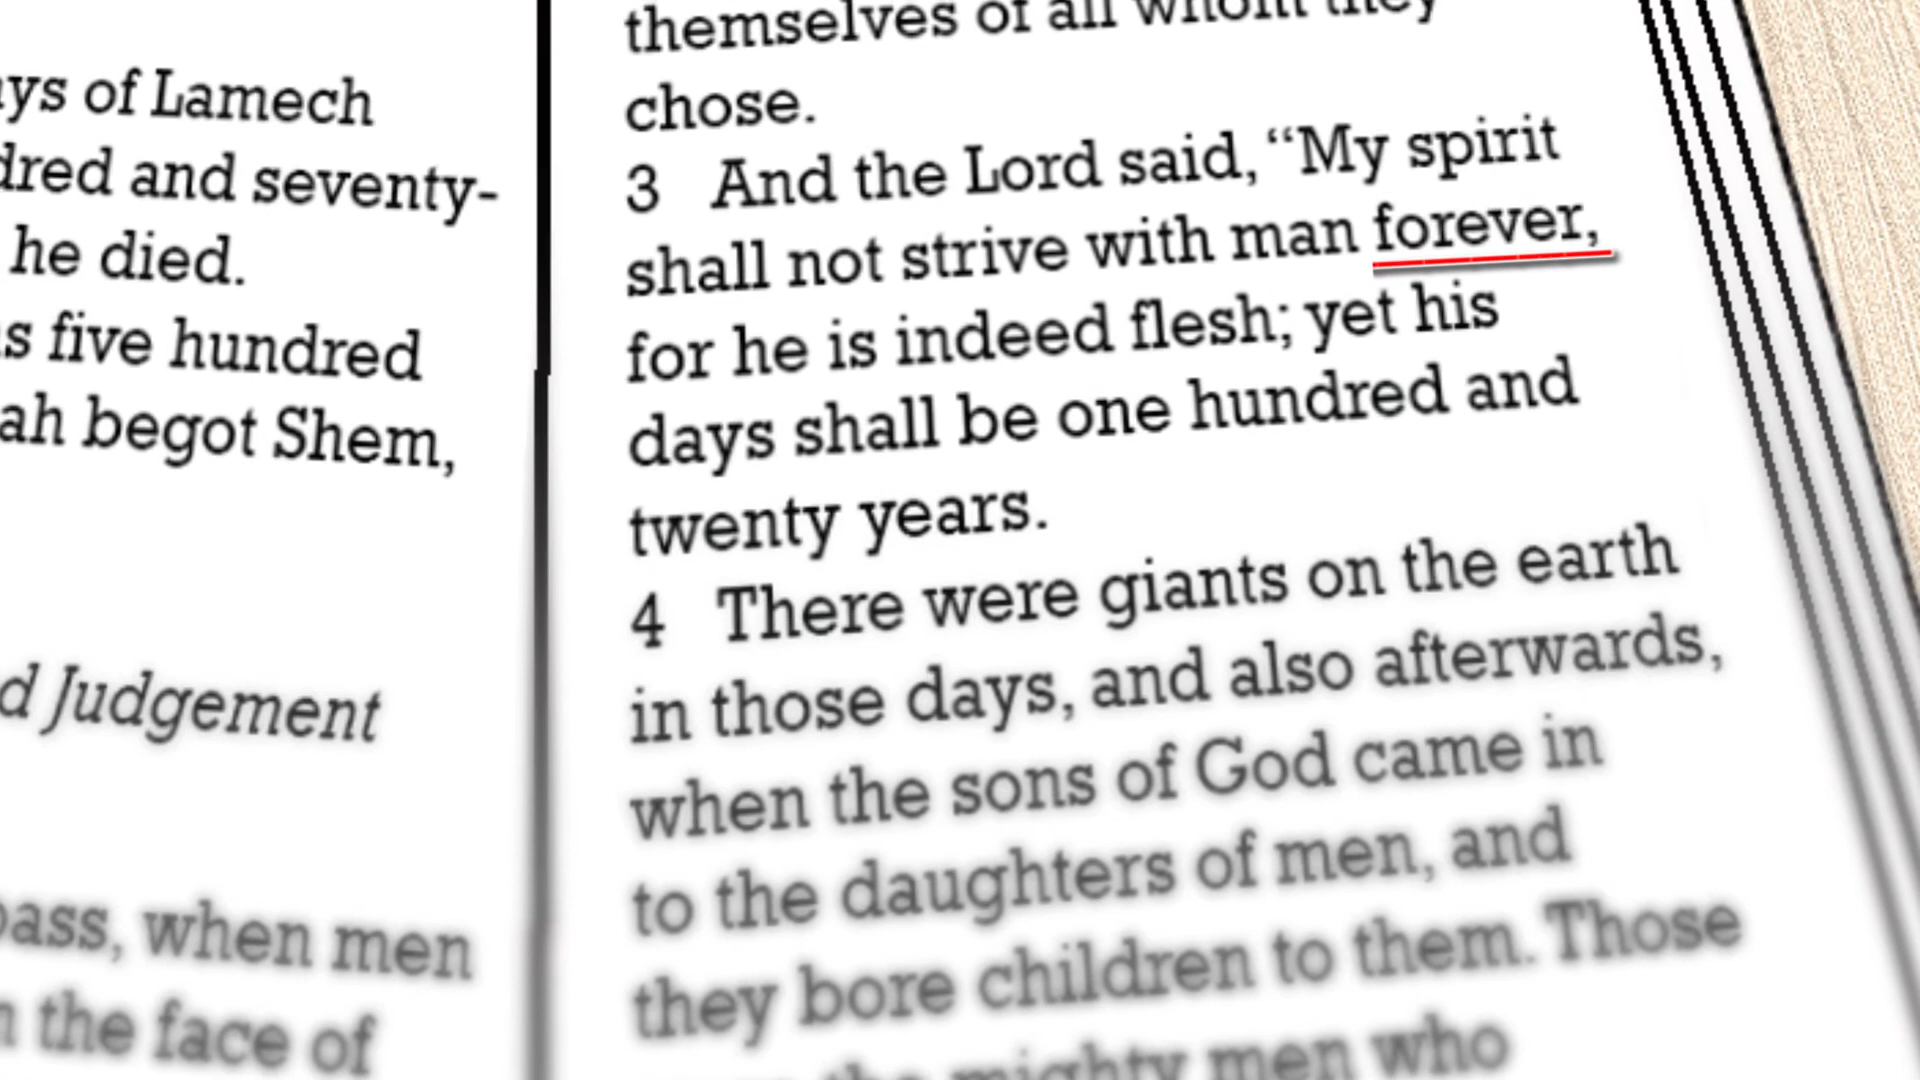 of Lamech
and seventy-
he died.
five hundred
begot Shem,
Judgement
when men
the face of
themselves of all whom they
chose.
3 And the Lord said, “My spirit
shall not strive with man forever,
for he is indeed flesh; yet his
days shall be one hundred and
twenty years.
4 There were giants on the earth
in those days, and also afterwards,
when the sons of God came in
to the daughters of men, and
they bore children to them. Those
the mighty men who